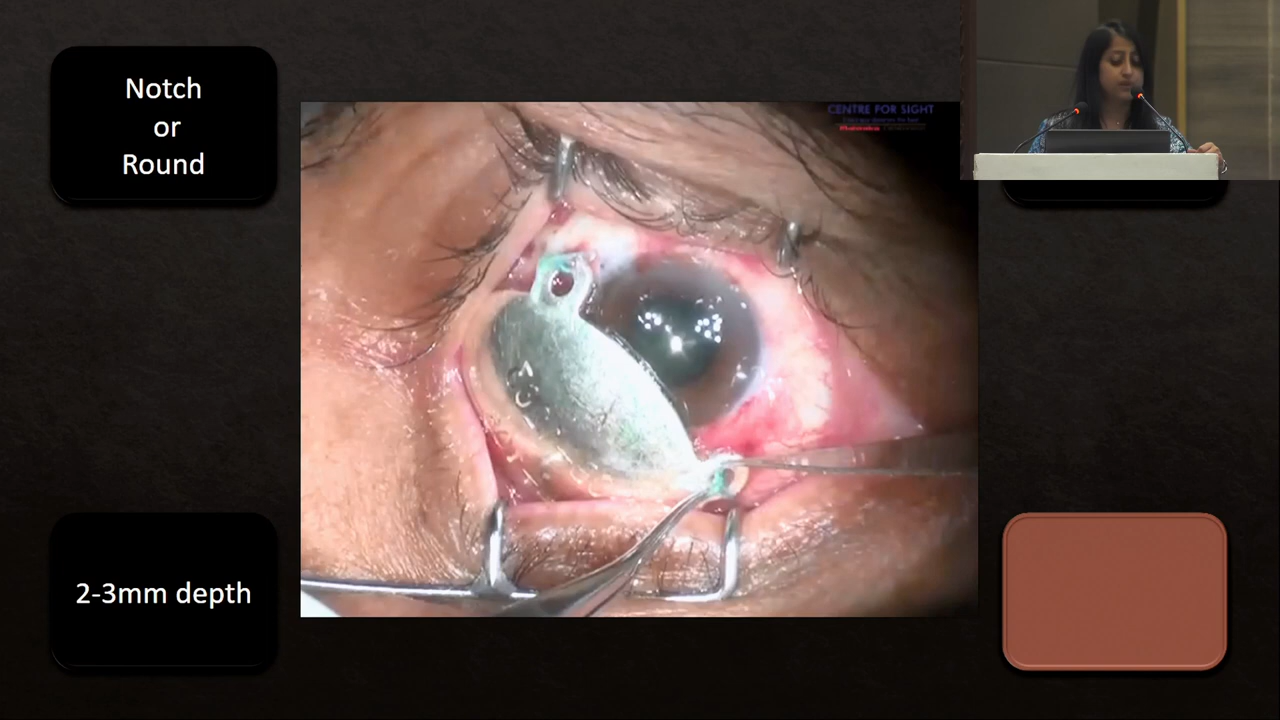 Notch
or
Round
CENTRE FOR SIGHT
A
C
2-3mm depth